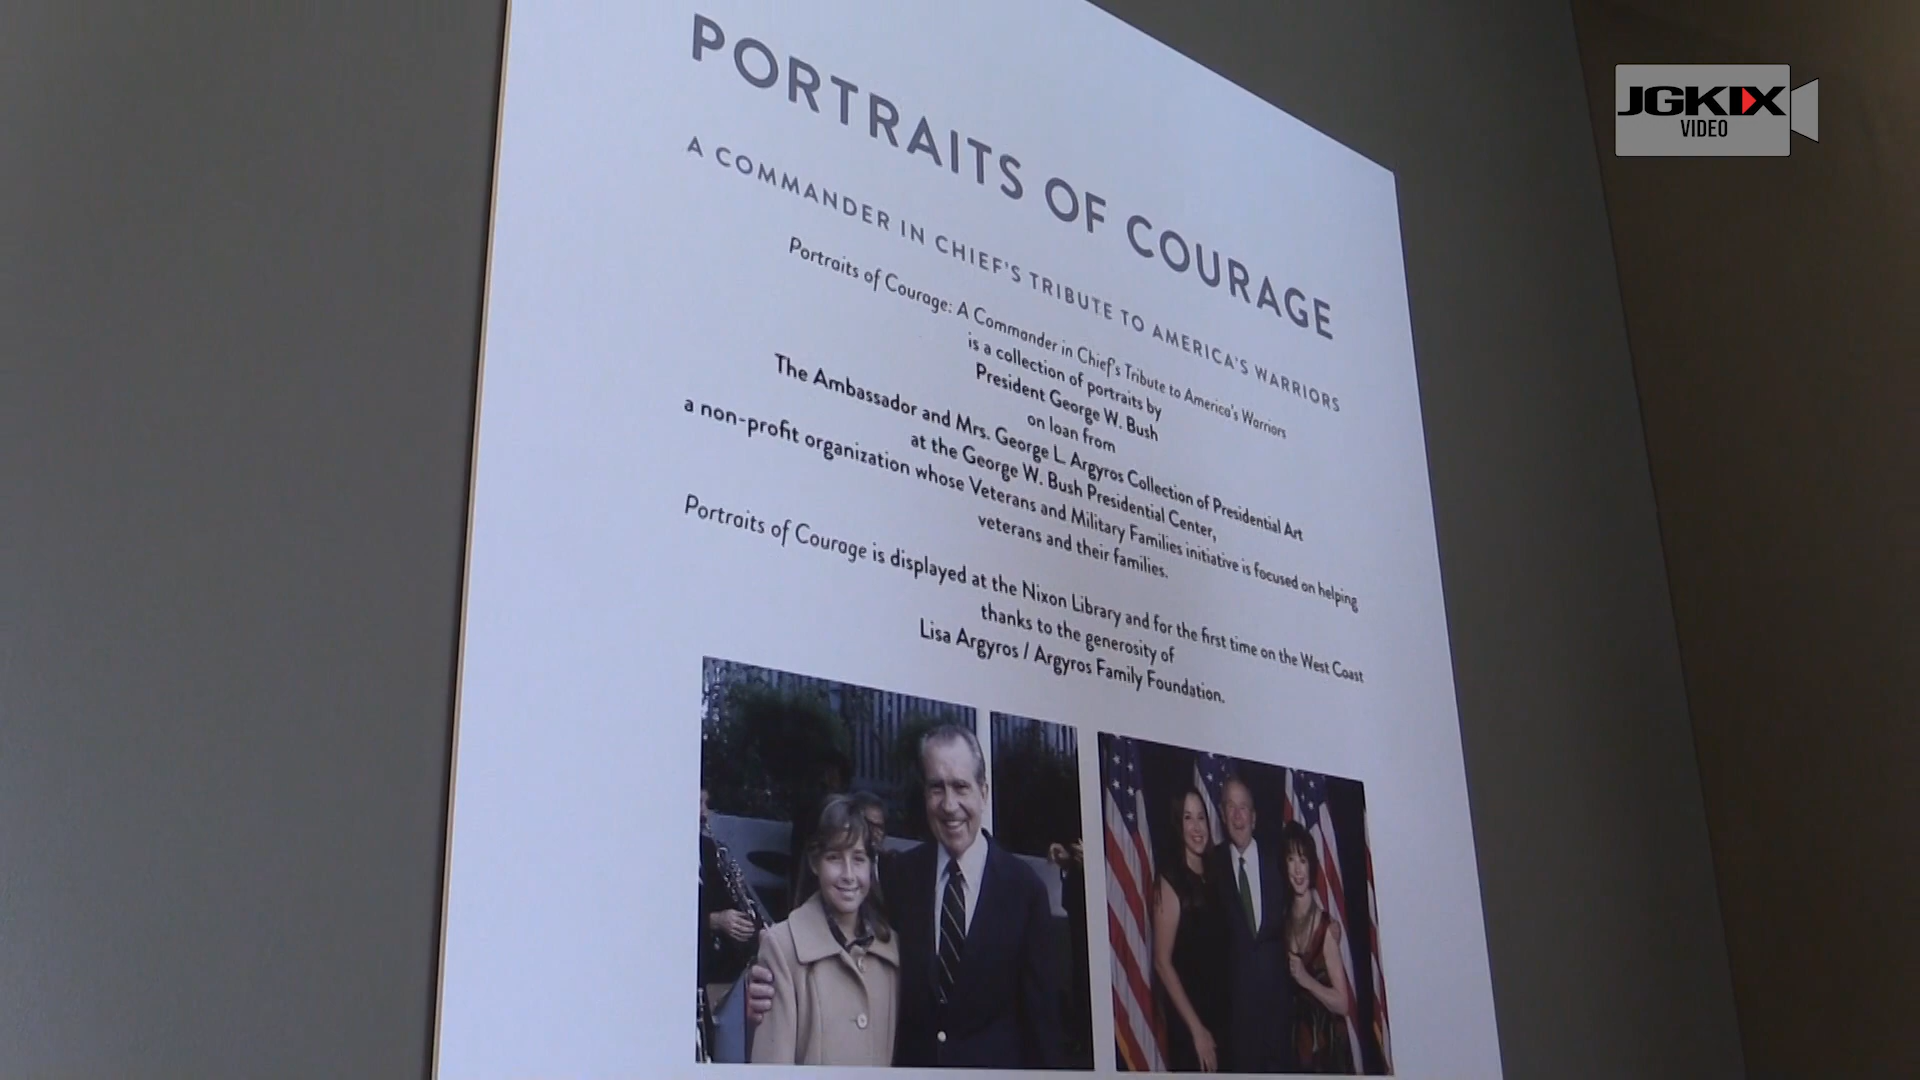 PORTRAITS OF COURAGE
A COMMANDER IN CHIEF'S TRIBUTE TO AMERICA'S WARRIORS
Portraits of Courage: A Commander in Chief's Tribute to America's Warriors
is a collection of portraits by
President George W. Bush
on loan from
The Ambassador and Mrs. George L. Argyros Collection of Presidential Art
at the George W. Bush Presidential Center,
a non-profit organization whose Veterans and Military Families initiative is focused on helping
veterans and their families.
Portraits of Courage is displayed at the Nixon Library and for the first time on the West Coast
thanks to the generosity of
Lisa Argyros / Argyros Family Foundation.
JGKIX
VIDEO